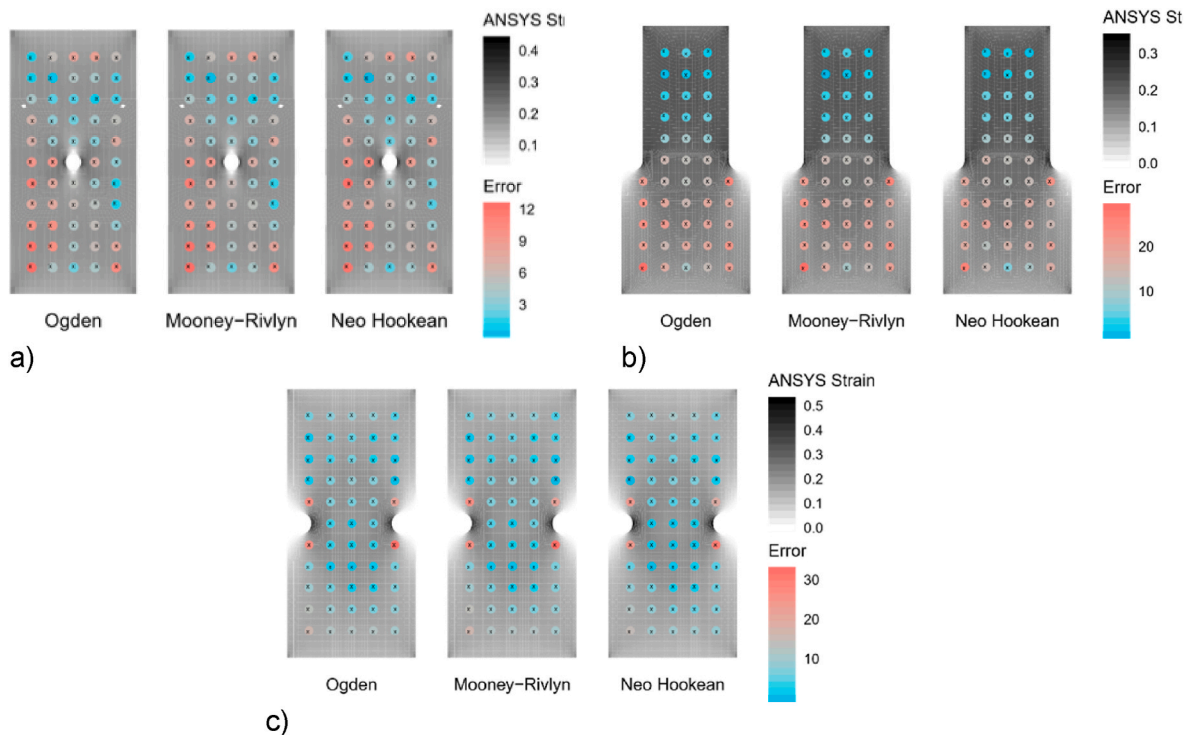 ANSYS St
0.4
0.3
0.2
0.1
Error
12
9
6
3
Ogden
Mooney−Rivlyn
Neo Hookean
a)
ANSYS St
0.3
0.2
0.1
0.0
Error
20
10
Ogden
Mooney−Rivlyn
Neo Hookean
b)
ANSYS Strain
0.5
0.4
0.3
0.2
0.1
0.0
Error
30
20
10
Ogden
Mooney−Rivlyn
Neo Hookean
c)